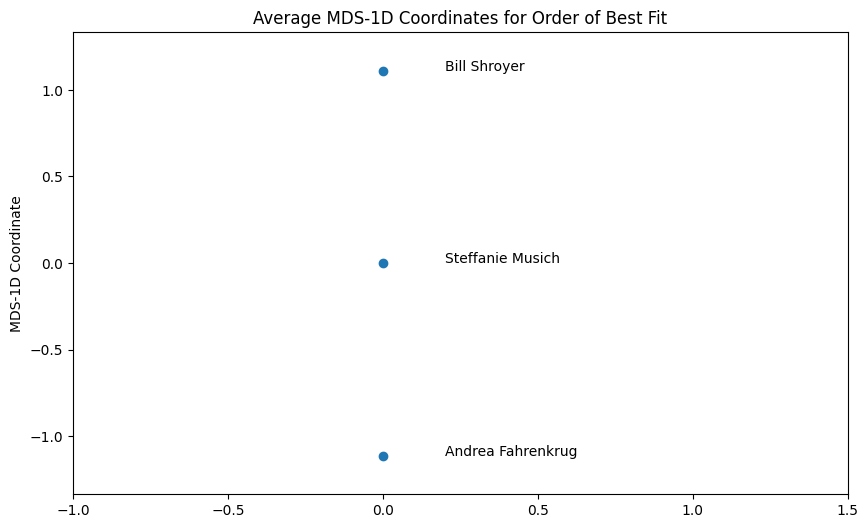 Average MDS-1D Coordinates for Order of Best Fit
Bill Shroyer
1.0
0.5
Steffanie Musich
0.0
MDS-1D Coordinate
−0.5
−1.0
Andrea Fahrenkrug
−1.0 −0.5 0.0 0.5 1.0 1.5